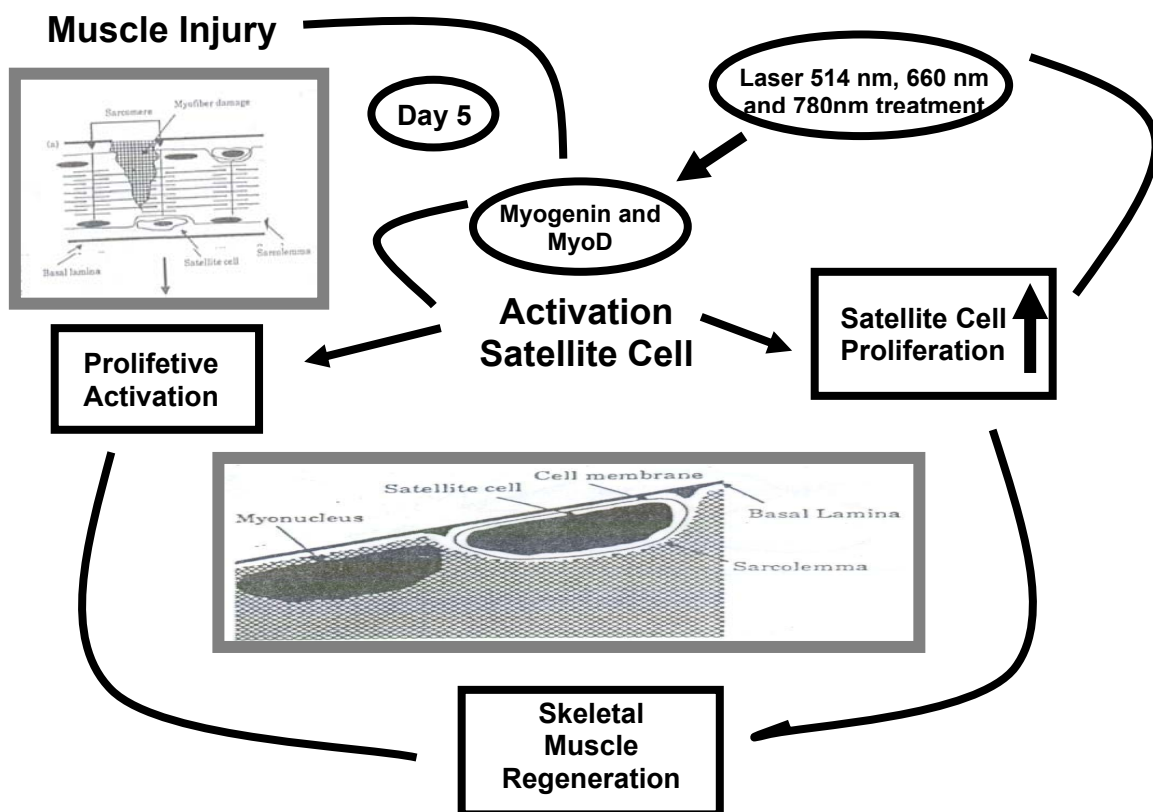 Muscle Injury
Laser 514 nm, 660 nm
and 780nm treatment
Day 5
Sarcomere
Myofiber damage
(a)
Basal lamina
Satellite cell
Sarcolemma
Myogenin and
MyoD
Activation
Satellite Cell
Satellite Cell
Proliferation
Prolifetive
Activation
Cell membrane
Satellite cell
Myonucleus
Basal Lamina
Sarcolemma
Skeletal
Muscle
Regeneration